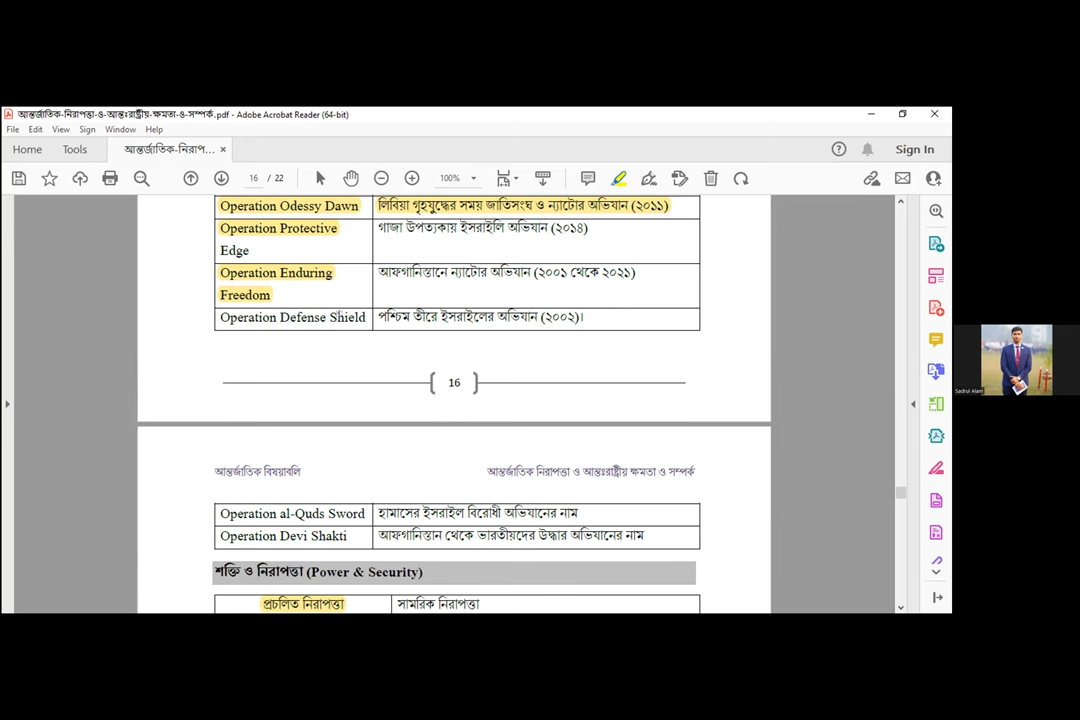 আন্তর্জাতিক-নিরাপত্তা-ও-আন্তঃরাষ্ট্রীয়-ক্ষমতা-ও-সম্পর্ক.pdf - Adobe Acrobat Reader (64-bit)
File Edit View Sign Window Help
Home Tools আন্তর্জাতিক-নিরাপ... × Sign In
16 / 22 100%
Operation Odessy Dawn লিবিয়া গৃহযুদ্ধের সময় জাতিসংঘ ও ন্যাটোর অভিযান (২০১১)
Operation Protective গাজা উপত্যকায় ইসরাইলি অভিযান (২০১৪)
Edge
Operation Enduring আফগানিস্তানে ন্যাটোর অভিযান (২০০১ থেকে ২০২১)
Freedom
Operation Defense Shield পশ্চিম তীরে ইসরাইলের অভিযান (২০০২)।
16
আন্তর্জাতিক বিষয়াবলি আন্তর্জাতিক নিরাপত্তা ও আন্তঃরাষ্ট্রীয় ক্ষমতা ও সম্পর্ক
Operation al-Quds Sword হামাসের ইসরাইল বিরোধী অভিযানের নাম
Operation Devi Shakti আফগানিস্তান থেকে ভারতীয়দের উদ্ধার অভিযানের নাম
শক্তি ও নিরাপত্তা (Power & Security)
প্রচলিত নিরাপত্তা সামরিক নিরাপত্তা
Sadrul Alam